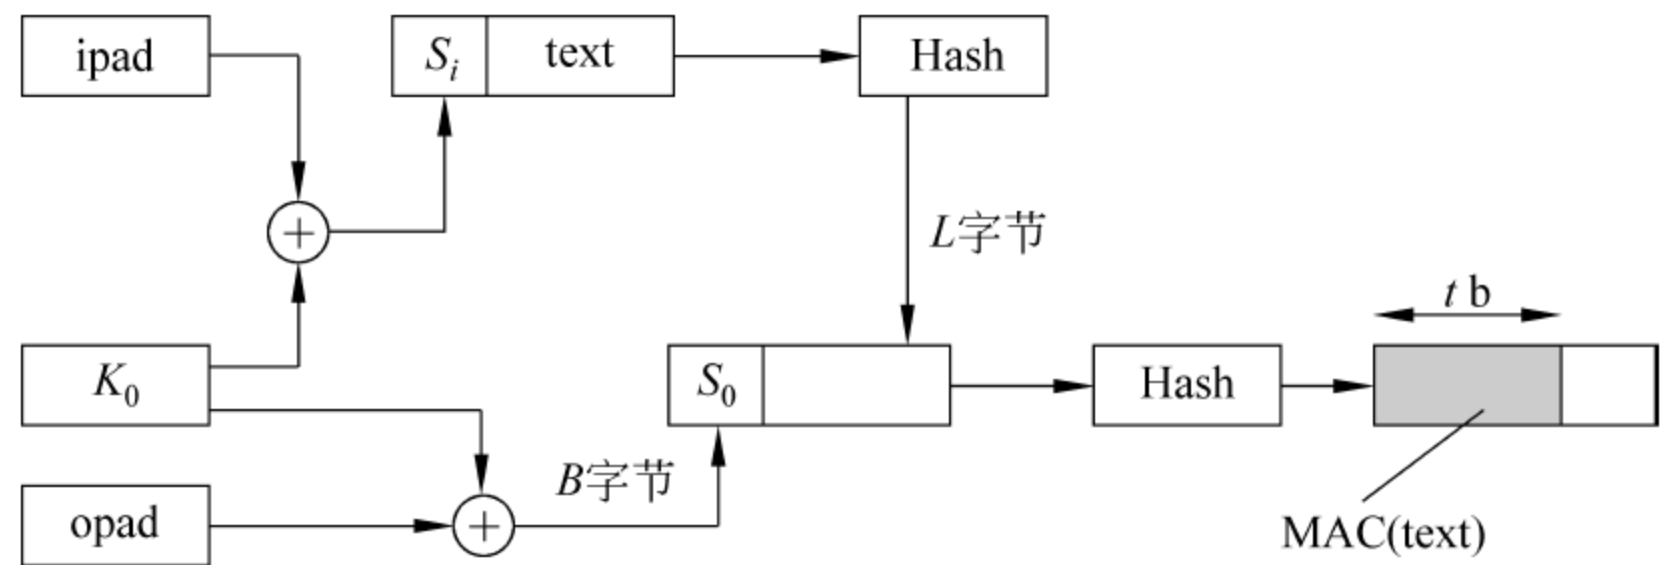 ipad
Sᵢ text
Hash
L字节
t b
K₀
S₀
Hash
B字节
opad
MAC(text)